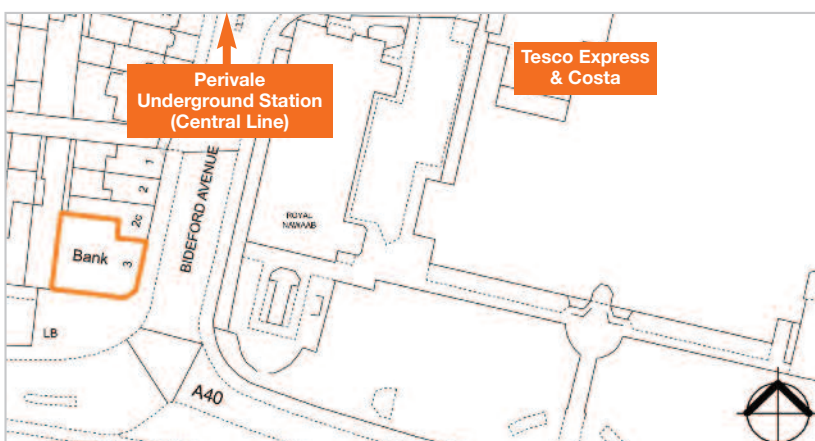 Perivale
Underground Station
(Central Line)
Tesco Express
& Costa
1
2
2c
3
Bank
BIDEFORD AVENUE
ROYAL
NAWAAB
LB
A40